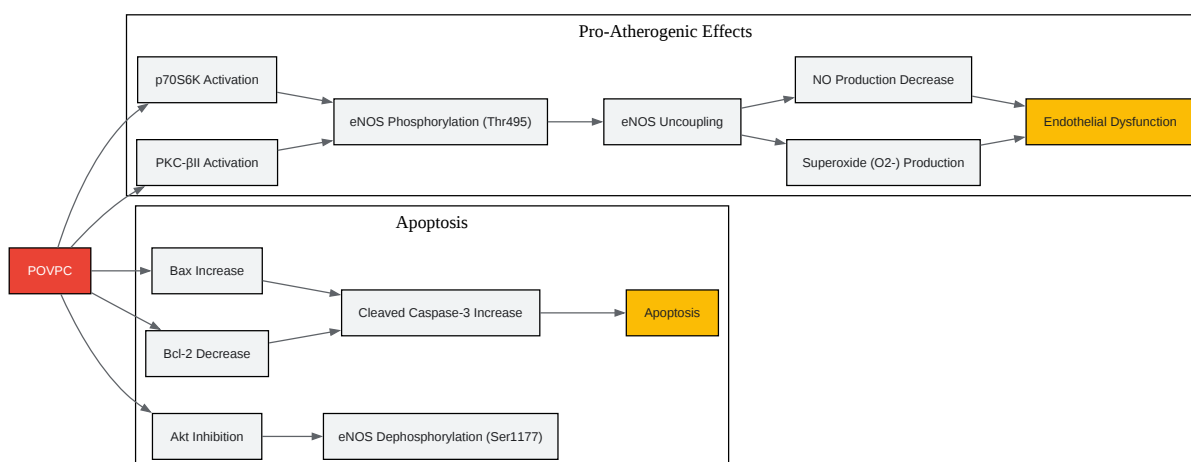 Pro-Atherogenic Effects
p70S6K Activation
NO Production Decrease
eNOS Phosphorylation (Thr495)
eNOS Uncoupling
Endothelial Dysfunction
PKC-βII Activation
Superoxide (O2-) Production
Apoptosis
POVPC
Bax Increase
Cleaved Caspase-3 Increase
Apoptosis
Bcl-2 Decrease
Akt Inhibition
eNOS Dephosphorylation (Ser1177)